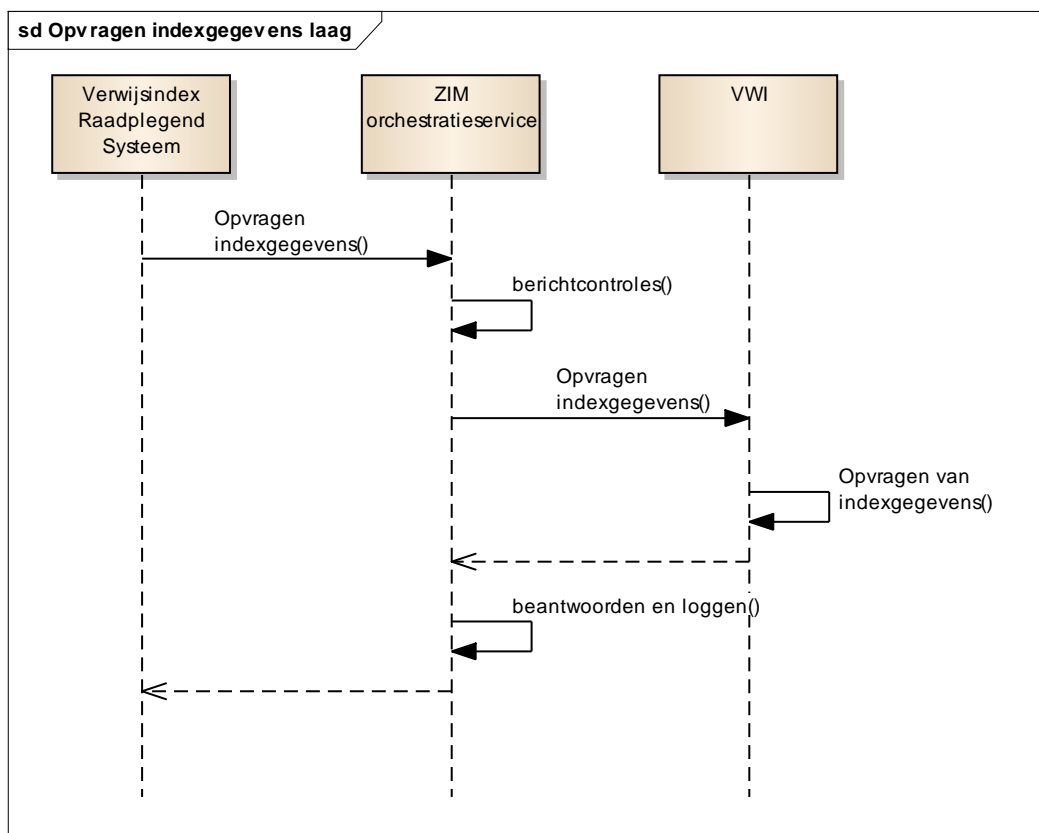 sd Opvragen indexgegevens laag
Verwijsindex
Raadplegend
Systeem
ZIM
orchestratieservice
VWI
Opvragen
indexgegevens()
berichtcontroles()
Opvragen
indexgegevens()
Opvragen van
indexgegevens()
beantwoorden en loggen()